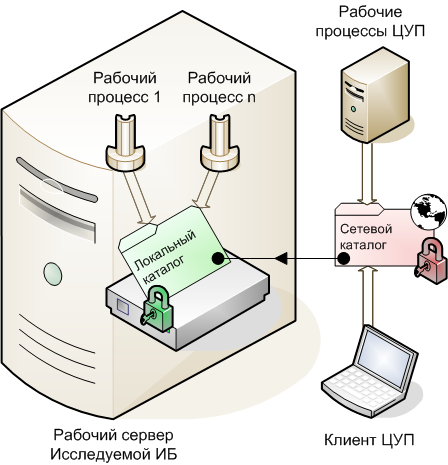 Рабочие
процессы ЦУП
Рабочий
процесс 1
Рабочий
процесс n
Локальный
каталог
Сетевой
каталог
Рабочий сервер
Исследуемой ИБ
Клиент ЦУП